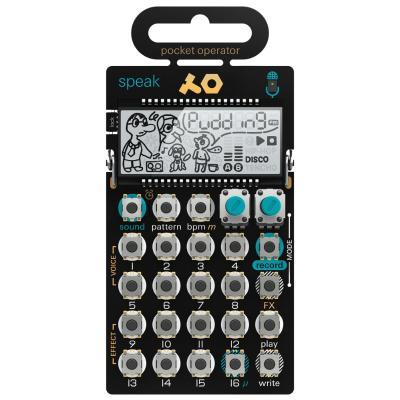 pocket operator
speak
Pudding
DISCO
A B
sound pattern bpm m
1 2 3 4 record
VOICE
MODE
5 6 7 8 FX
9 10 11 12 play
EFFECT
13 14 15 16 μ write